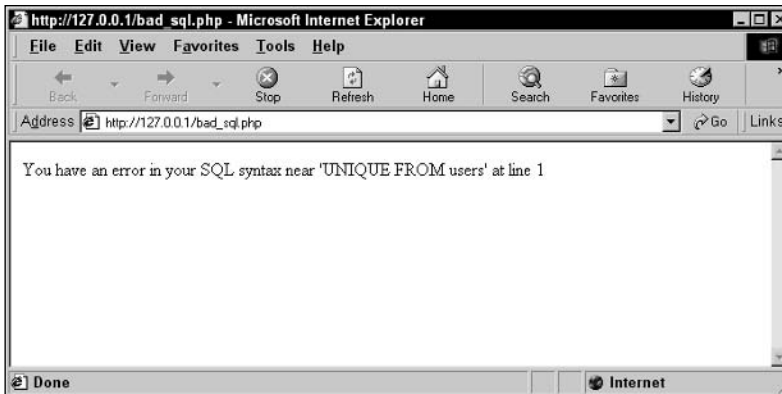 http://127.0.0.1/bad_sql.php - Microsoft Internet Explorer
File Edit View Favorites Tools Help
Back Forward Stop Refresh Home Search Favorites History
Address http://127.0.0.1/bad_sql.php Go Links
You have an error in your SQL syntax near 'UNIQUE FROM users' at line 1
Done Internet